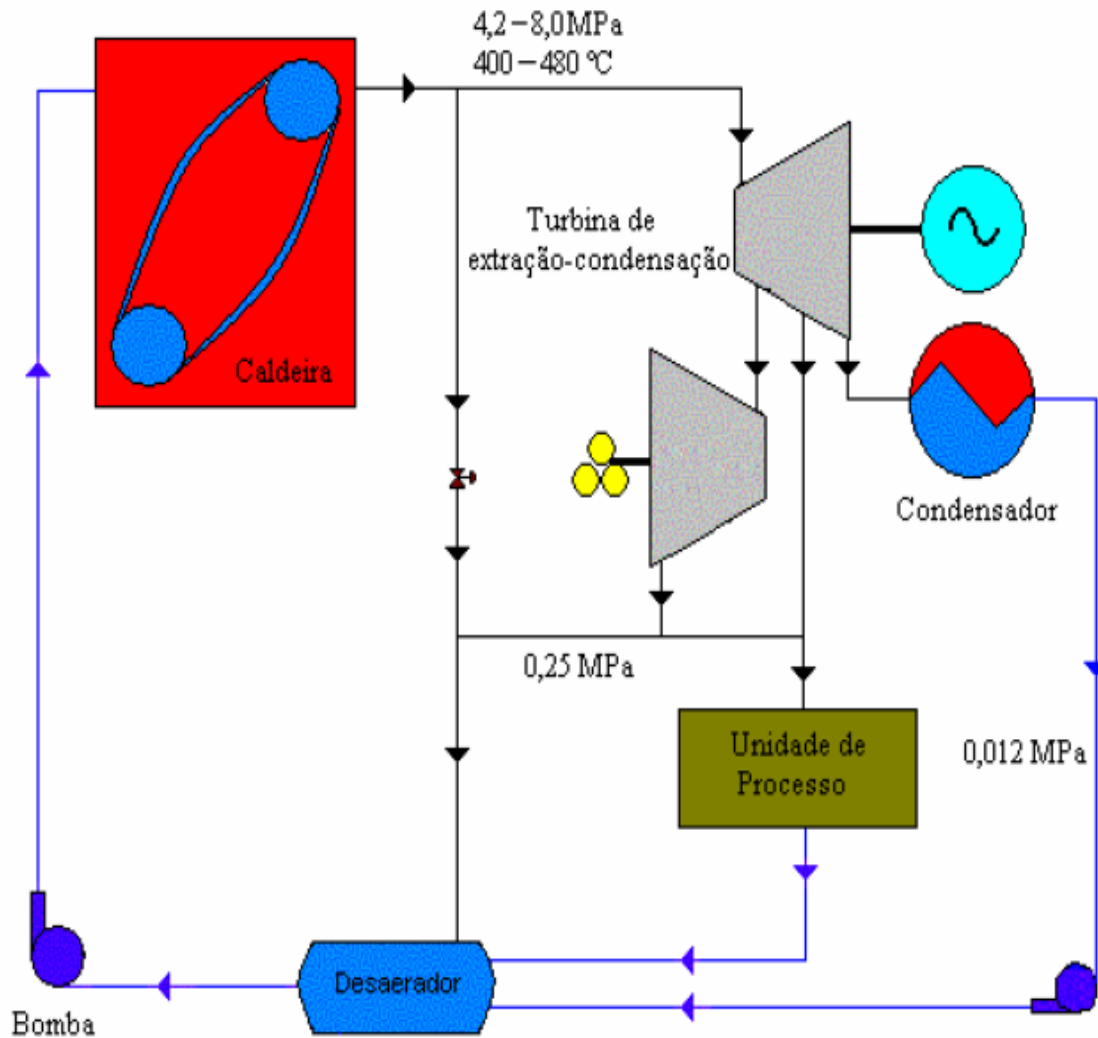 4,2–8,0MPa
400–480 ºC
Turbina de
extração-condensação
Caldeira
Condensador
0,25 MPa
Unidade de
Processo
0,012 MPa
Desaerador
Bomba